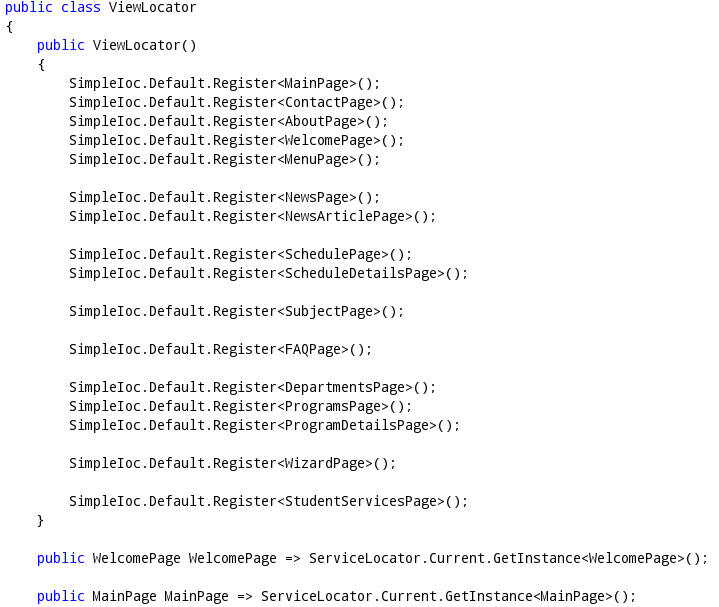 public class ViewLocator
{
    public ViewLocator()
    {
        SimpleIoc.Default.Register<MainPage>();
        SimpleIoc.Default.Register<ContactPage>();
        SimpleIoc.Default.Register<AboutPage>();
        SimpleIoc.Default.Register<WelcomePage>();
        SimpleIoc.Default.Register<MenuPage>();

        SimpleIoc.Default.Register<NewsPage>();
        SimpleIoc.Default.Register<NewsArticlePage>();

        SimpleIoc.Default.Register<SchedulePage>();
        SimpleIoc.Default.Register<ScheduleDetailsPage>();

        SimpleIoc.Default.Register<SubjectPage>();

        SimpleIoc.Default.Register<FAQPage>();

        SimpleIoc.Default.Register<DepartmentsPage>();
        SimpleIoc.Default.Register<ProgramsPage>();
        SimpleIoc.Default.Register<ProgramDetailsPage>();

        SimpleIoc.Default.Register<WizardPage>();

        SimpleIoc.Default.Register<StudentServicesPage>();
    }

    public WelcomePage WelcomePage => ServiceLocator.Current.GetInstance<WelcomePage>();

    public MainPage MainPage => ServiceLocator.Current.GetInstance<MainPage>();